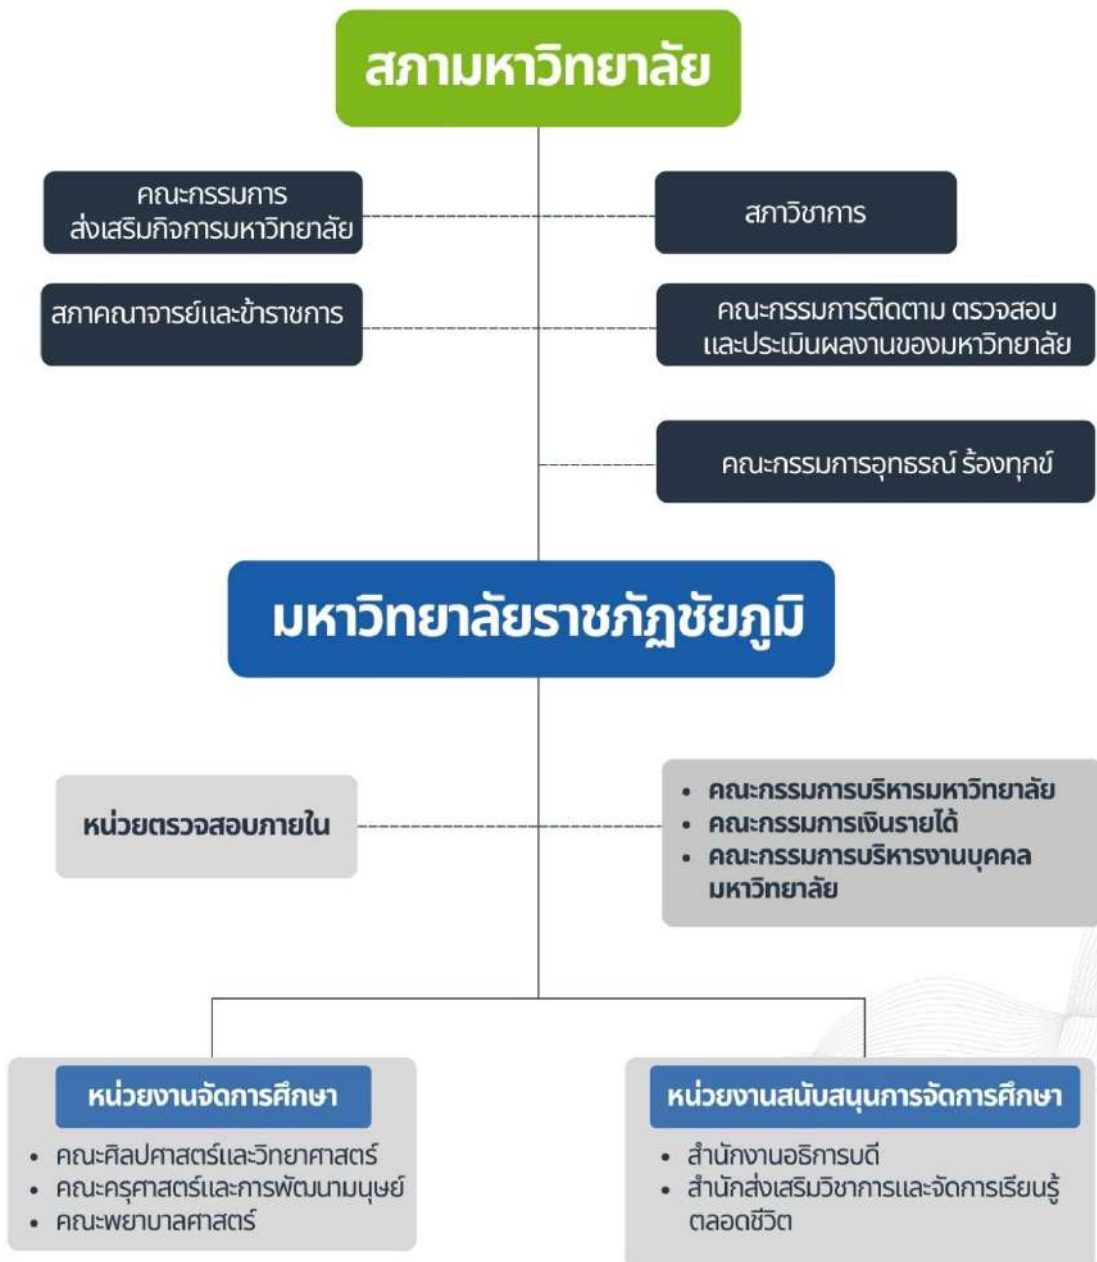 สภามหาวิทยาลัย
คณะกรรมการ
ส่งเสริมกิจการมหาวิทยาลัย
สภาวิชาการ
สภาคณาจารย์และข้าราชการ
คณะกรรมการติดตาม ตรวจสอบ
และประเมินผลงานของมหาวิทยาลัย
คณะกรรมการอุทธรณ์ ร้องทุกข์
มหาวิทยาลัยราชภัฏชัยภูมิ
หน่วยตรวจสอบภายใน
• คณะกรรมการบริหารมหาวิทยาลัย
• คณะกรรมการเงินรายได้
• คณะกรรมการบริหารงานบุคคล
มหาวิทยาลัย
หน่วยงานจัดการศึกษา
• คณะศิลปศาสตร์และวิทยาศาสตร์
• คณะครุศาสตร์และการพัฒนามนุษย์
• คณะพยาบาลศาสตร์
หน่วยงานสนับสนุนการจัดการศึกษา
• สำนักงานอธิการบดี
• สำนักส่งเสริมวิชาการและจัดการเรียนรู้
ตลอดชีวิต